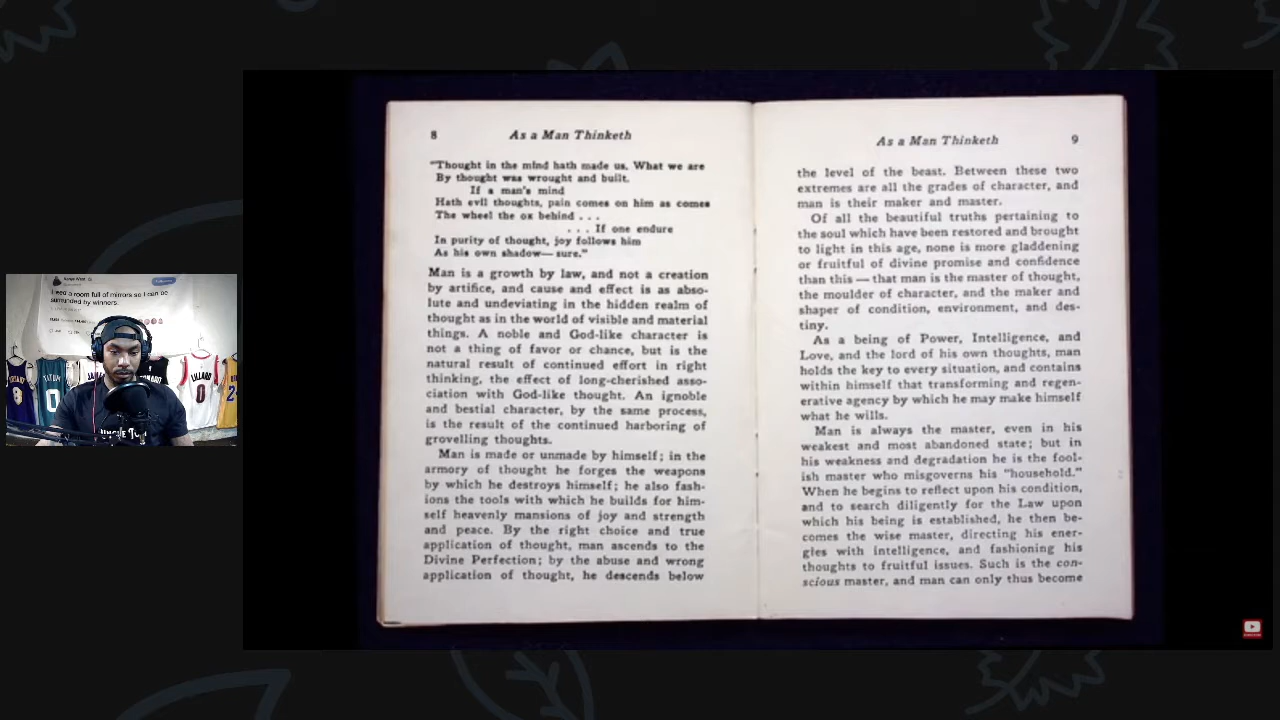 Kanye West
I need a room full of mirrors so I can be
surrounded by winners.
BRYANT
TATUM
0
LILLARD
0
8
As a Man Thinketh
"Thought in the mind hath made us. What we are
By thought was wrought and built.
If a man's mind
Hath evil thoughts, pain comes on him as comes
The wheel the ox behind . . .
. . . If one endure
In purity of thought, joy follows him
As his own shadow— sure."
Man is a growth by law, and not a creation
by artifice, and cause and effect is as abso-
lute and undeviating in the hidden realm of
thought as in the world of visible and material
things. A noble and God-like character is
not a thing of favor or chance, but is the
natural result of continued effort in right
thinking, the effect of long-cherished asso-
ciation with God-like thought. An ignoble
and bestial character, by the same process,
is the result of the continued harboring of
grovelling thoughts.
Man is made or unmade by himself; in the
armory of thought he forges the weapons
by which he destroys himself; he also fash-
ions the tools with which he builds for him-
self heavenly mansions of joy and strength
and peace. By the right choice and true
application of thought, man ascends to the
Divine Perfection; by the abuse and wrong
application of thought, he descends below
As a Man Thinketh
9
the level of the beast. Between these two
extremes are all the grades of character, and
man is their maker and master.
Of all the beautiful truths pertaining to
the soul which have been restored and brought
to light in this age, none is more gladdening
or fruitful of divine promise and confidence
than this — that man is the master of thought,
the moulder of character, and the maker and
shaper of condition, environment, and des-
tiny.
As a being of Power, Intelligence, and
Love, and the lord of his own thoughts, man
holds the key to every situation, and contains
within himself that transforming and regen-
erative agency by which he may make himself
what he wills.
Man is always the master, even in his
weakest and most abandoned state; but in
his weakness and degradation he is the fool-
ish master who misgoverns his "household."
When he begins to reflect upon his condition,
and to search diligently for the Law upon
which his being is established, he then be-
comes the wise master, directing his ener-
gies with intelligence, and fashioning his
thoughts to fruitful issues. Such is the con-
scious master, and man can only thus become